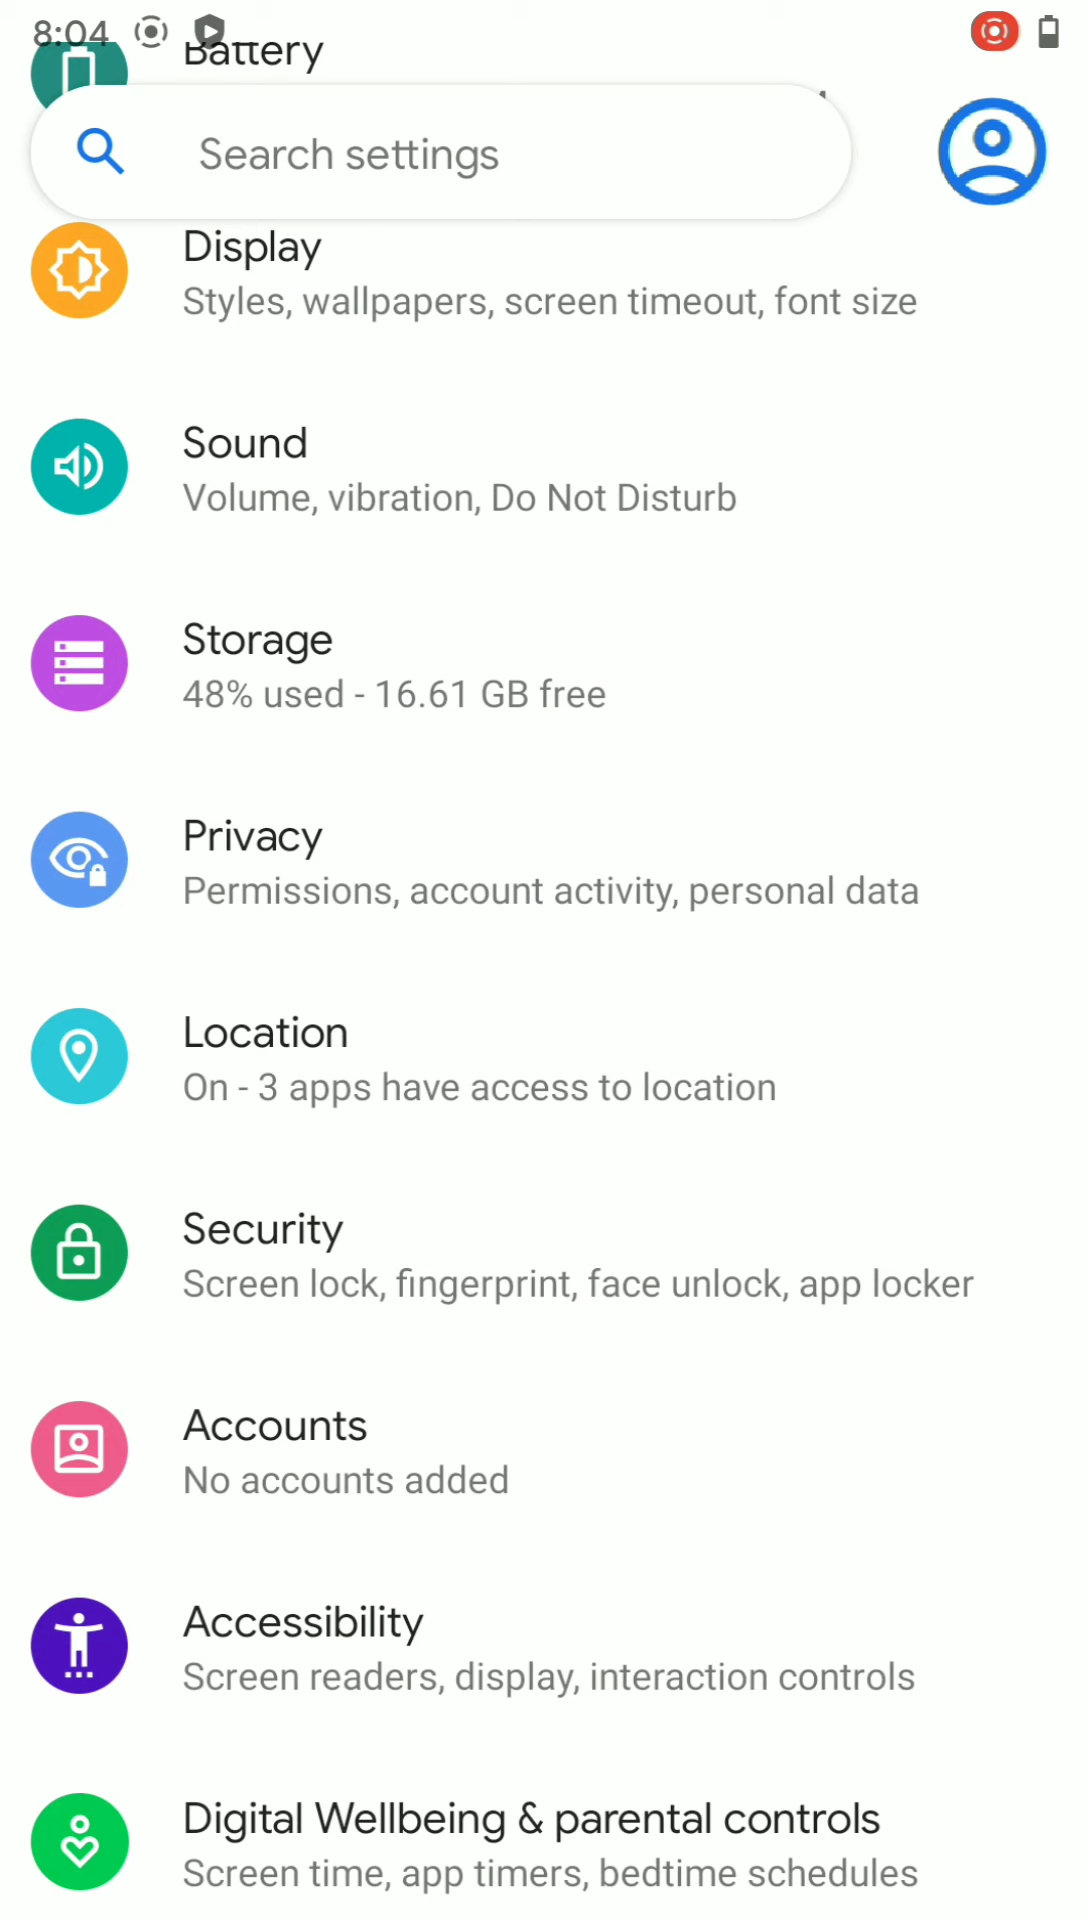 8:04
Battery
Search settings
Display
Styles, wallpapers, screen timeout, font size
Sound
Volume, vibration, Do Not Disturb
Storage
48% used - 16.61 GB free
Privacy
Permissions, account activity, personal data
Location
On - 3 apps have access to location
Security
Screen lock, fingerprint, face unlock, app locker
Accounts
No accounts added
Accessibility
Screen readers, display, interaction controls
Digital Wellbeing & parental controls
Screen time, app timers, bedtime schedules